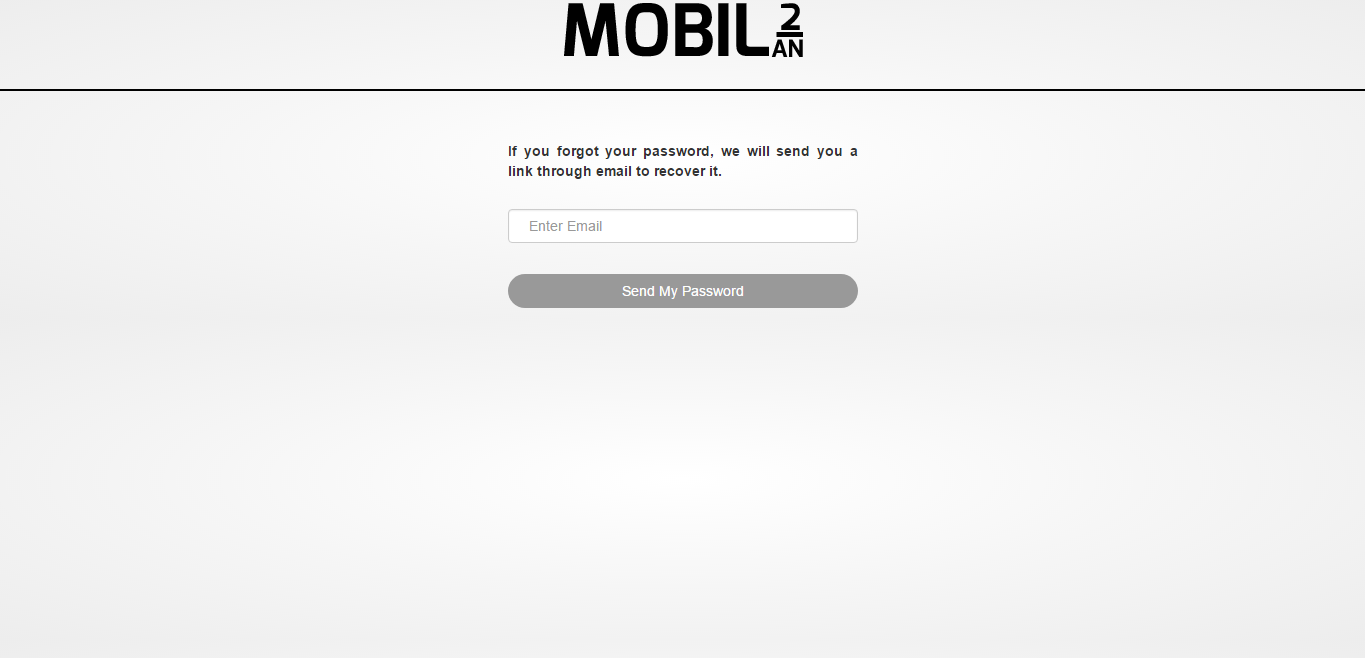 MOBIL 2
AN
If you forgot your password, we will send you a
link through email to recover it.
Enter Email
Send My Password